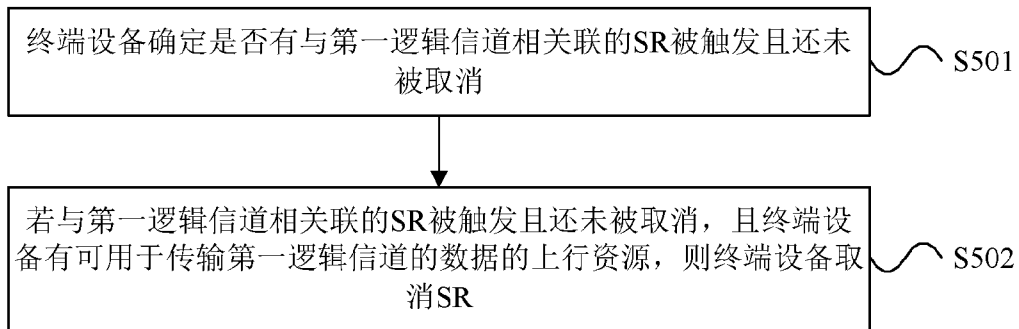 终端设备确定是否有与第一逻辑信道相关联的SR被触发且还未
被取消
S501
若与第一逻辑信道相关联的SR被触发且还未被取消，且终端设
备有可用于传输第一逻辑信道的数据的上行资源，则终端设备取
消SR
S502